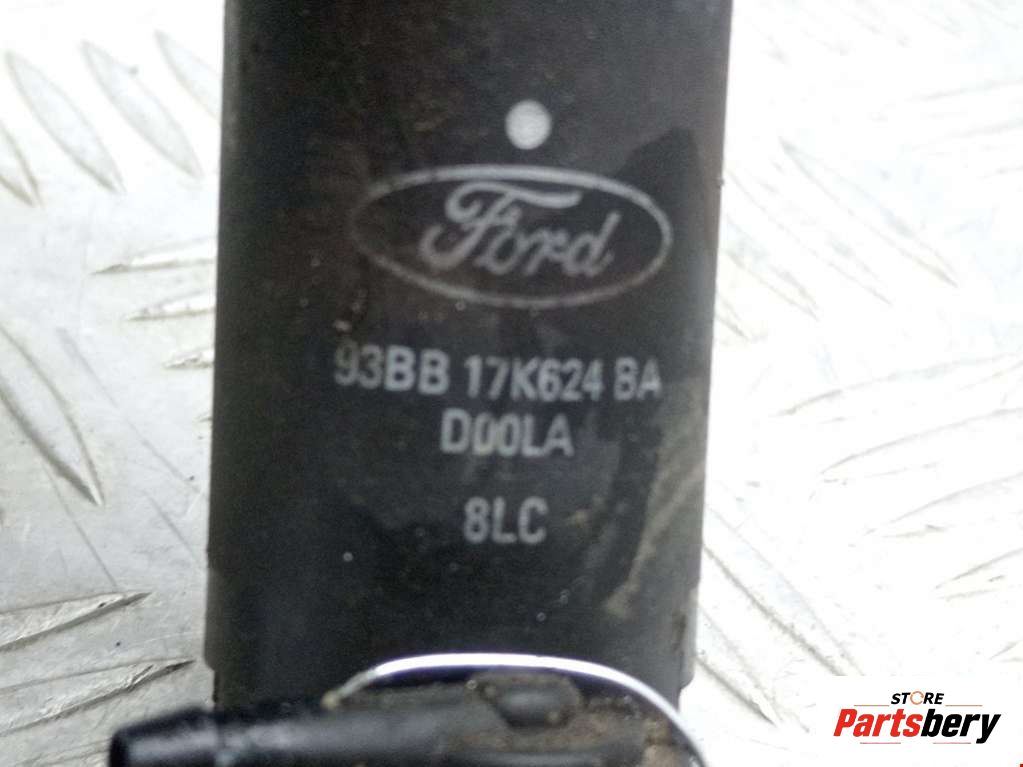 Ford
93BB 17K624 BA
D00LA
8LC
STORE
Partsbery